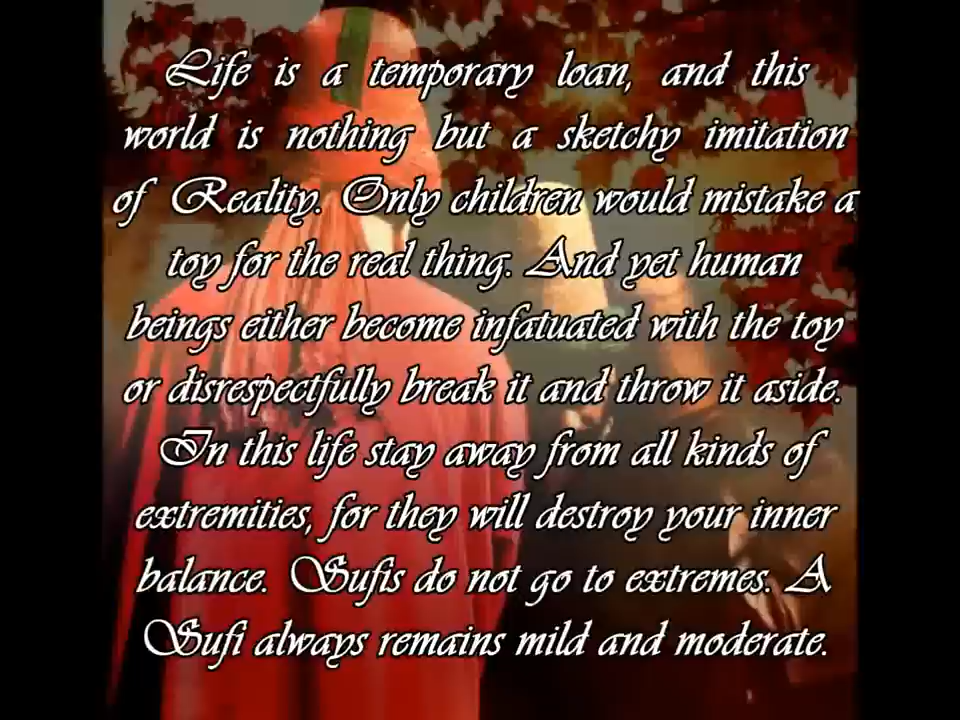 Life is a temporary loan, and this
world is nothing but a sketchy imitation
of Reality. Only children would mistake a
toy for the real thing. And yet human
beings either become infatuated with the toy
or disrespectfully break it and throw it aside.
In this life stay away from all kinds of
extremities, for they will destroy your inner
balance. Sufis do not go to extremes. A
Sufi always remains mild and moderate.